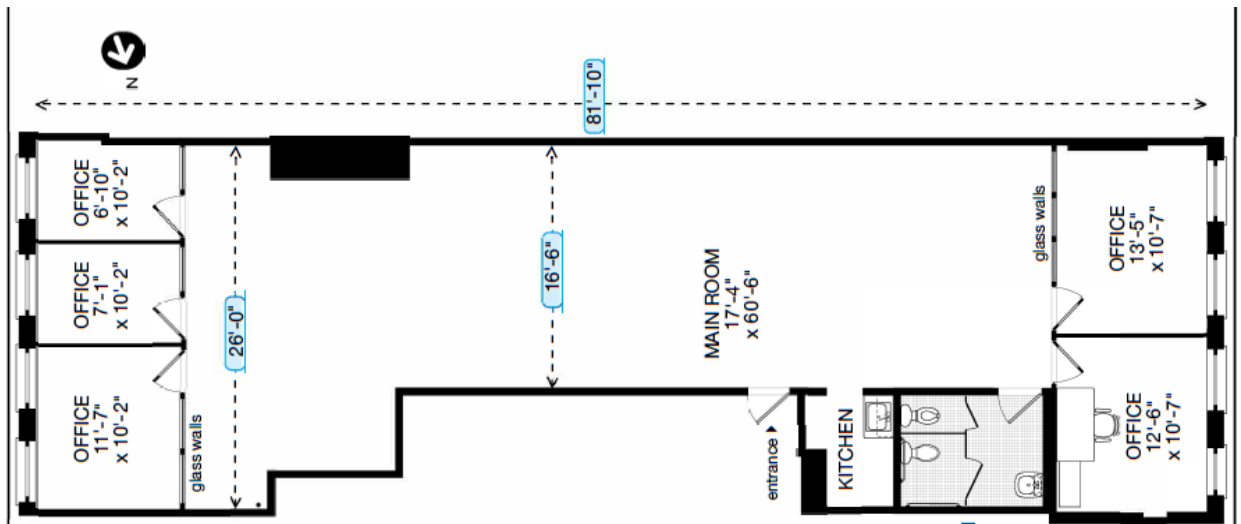 N
81'-10"
OFFICE
6'-10"
x 10'-2"
OFFICE
7'-1"
x 10'-2"
OFFICE
11'-7"
x 10'-2"
glass walls
26'-0"
16'-6"
MAIN ROOM
17'-4"
x 60'-6"
entrance
KITCHEN
glass walls
OFFICE
13'-5"
x 10'-7"
OFFICE
12'-6"
x 10'-7"